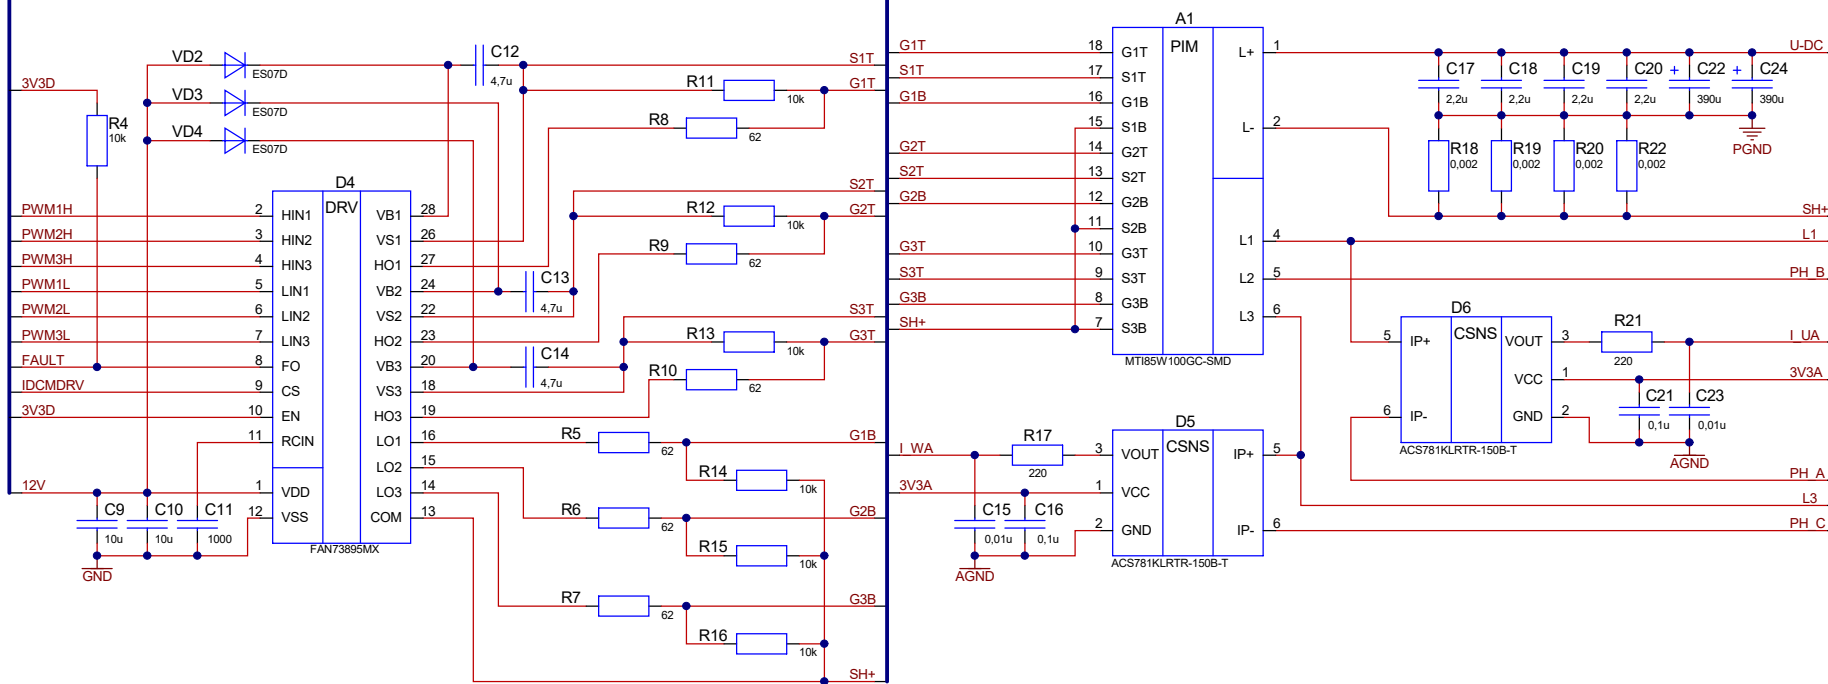 VD2
ES07D
VD3
ES07D
VD4
ES07D
3V3D
R4
10k
C12
4,7u
S1T
R11
10k
G1T
R8
62
S2T
R12
10k
G2T
R9
62
C13
4,7u
S3T
R13
10k
G3T
C14
4,7u
R10
62
R5
62
G1B
R14
10k
R6
62
G2B
R15
10k
R7
62
G3B
R16
10k
SH+
PWM1H
PWM2H
PWM3H
PWM1L
PWM2L
PWM3L
FAULT
IDCMDRV
3V3D
12V
C9
10u
C10
10u
C11
1000
GND
D4
DRV
2 HIN1 VB1 28
3 HIN2 VS1 26
4 HIN3 HO1 27
5 LIN1 VB2 24
6 LIN2 VS2 22
7 LIN3 HO2 23
8 FO VB3 20
9 CS VS3 18
10 EN HO3 19
11 RCIN LO1 16
LO2 15
1 VDD LO3 14
12 VSS COM 13
FAN73895MX
A1
PIM
G1T 18 G1T L+ 1 U-DC
S1T 17 S1T
G1B 16 G1B
15 S1B L- 2
G2T 14 G2T
S2T 13 S2T
G2B 12 G2B
11 S2B L1 4
G3T 10 G3T
S3T 9 S3T L2 5
G3B 8 G3B
SH+ 7 S3B L3 6
MTI85W100GC-SMD
C17
2,2u
C18
2,2u
C19
2,2u
C20
2,2u
+ C22
390u
+ C24
390u
R18
0,002
R19
0,002
R20
0,002
R22
0,002
PGND
SH+
L1
PH_B
D6
CSNS
5 IP+ VOUT 3
VCC 1
6 IP- GND 2
ACS781KLRTR-150B-T
R21
220
I_UA
3V3A
C21
0,1u
C23
0,01u
AGND
PH_A
L3
PH_C
D5
CSNS
3 VOUT IP+ 5
1 VCC
2 GND IP- 6
ACS781KLRTR-150B-T
I_WA
R17
220
3V3A
C15
0,01u
C16
0,1u
AGND